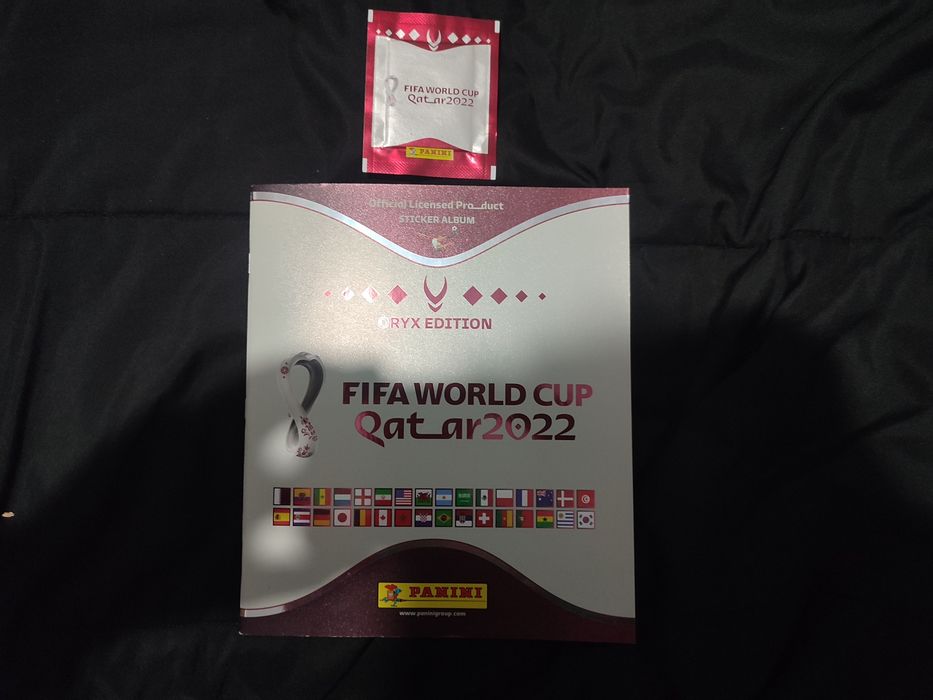 FIFA WORLD CUP
Qatar2022
PANINI
Official Licensed Product
STICKER ALBUM
ORYX EDITION
FIFA WORLD CUP
Qatar2022
PANINI
www.paninigroup.com